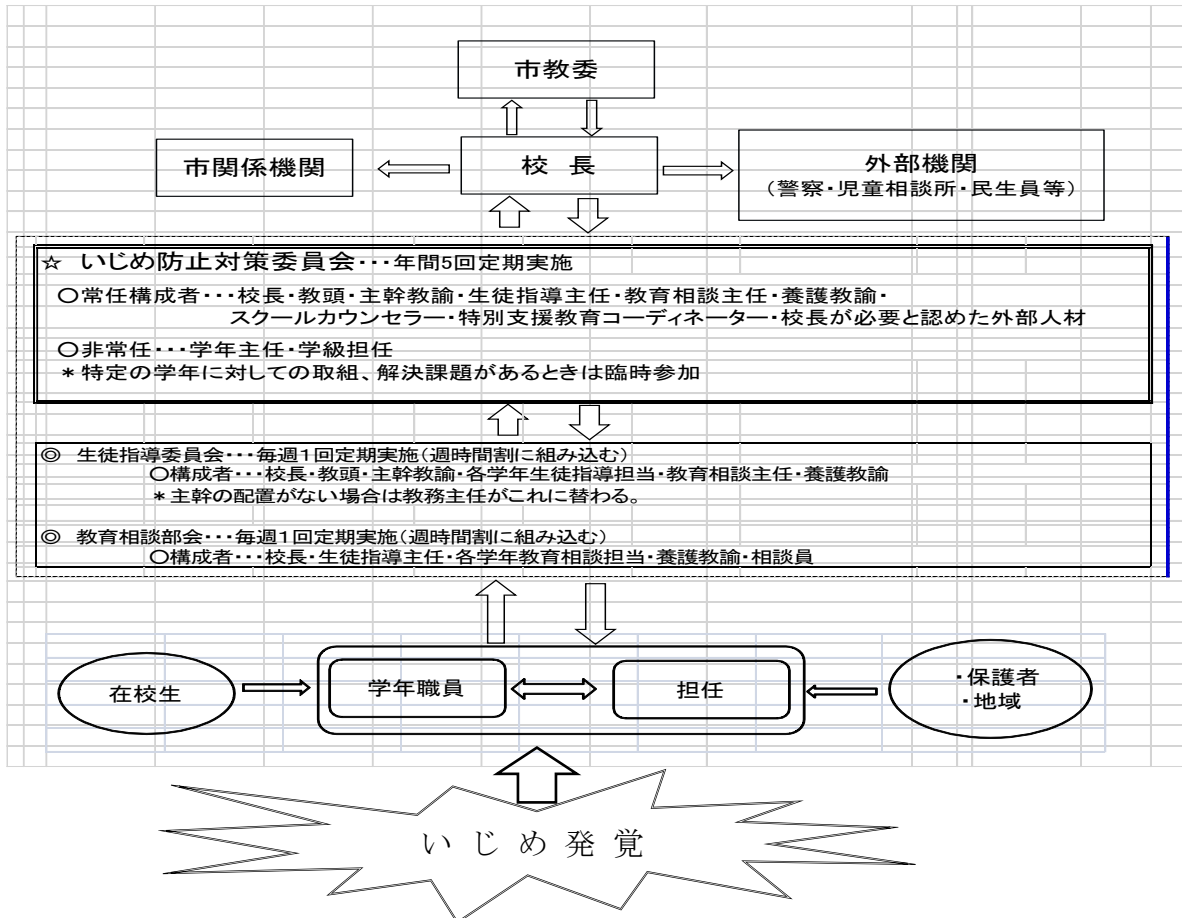 市教委
市関係機関
校 長
外部機関
(警察・児童相談所・民生員等)
☆ いじめ防止対策委員会・・・年間5回定期実施
○常任構成者・・・校長・教頭・主幹教諭・生徒指導主任・教育相談主任・養護教諭・
スクールカウンセラー・特別支援教育コーディネーター・校長が必要と認めた外部人材
○非常任・・・学年主任・学級担任
*特定の学年に対しての取組、解決課題があるときは臨時参加
◎ 生徒指導委員会・・・毎週1回定期実施(週時間割に組み込む)
○構成者・・・校長・教頭・主幹教諭・各学年生徒指導担当・教育相談主任・養護教諭
*主幹の配置がない場合は教務主任がこれに替わる。
◎ 教育相談部会・・・毎週1回定期実施(週時間割に組み込む)
○構成者・・・校長・生徒指導主任・各学年教育相談担当・養護教諭・相談員
在校生
学年職員
担任
・保護者
・地域
いじめ発覚